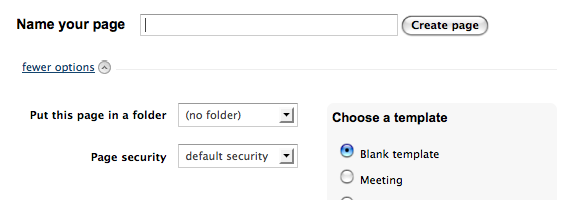 Name your page Create page
fewer options
Put this page in a folder (no folder)
Page security default security
Choose a template
Blank template
Meeting